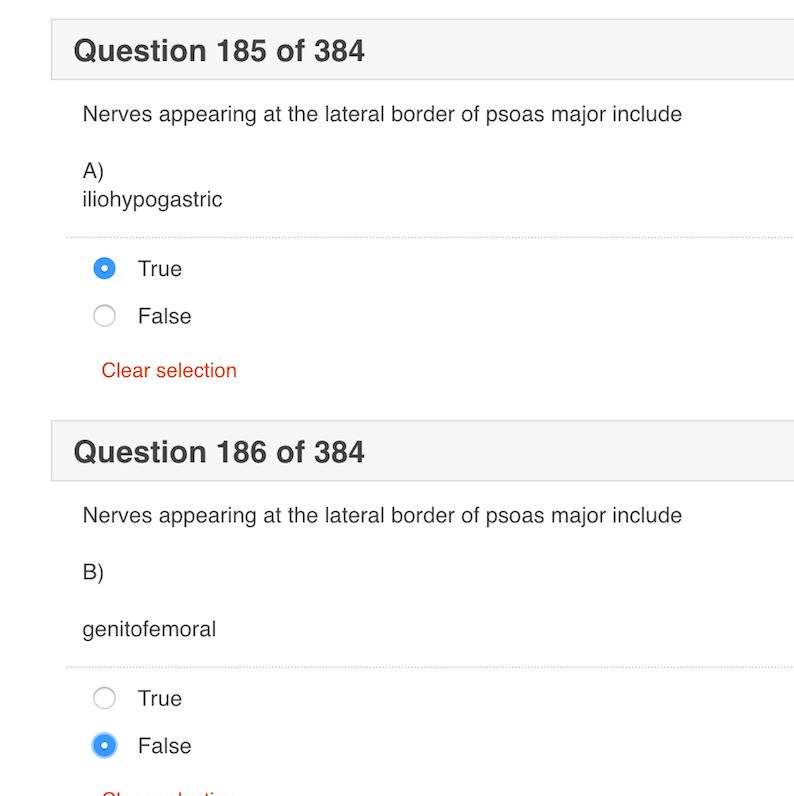 Question 185 of 384
Nerves appearing at the lateral border of psoas major include
A)
iliohypogastric
True
False
Clear selection
Question 186 of 384
Nerves appearing at the lateral border of psoas major include
B)
genitofemoral
True
False